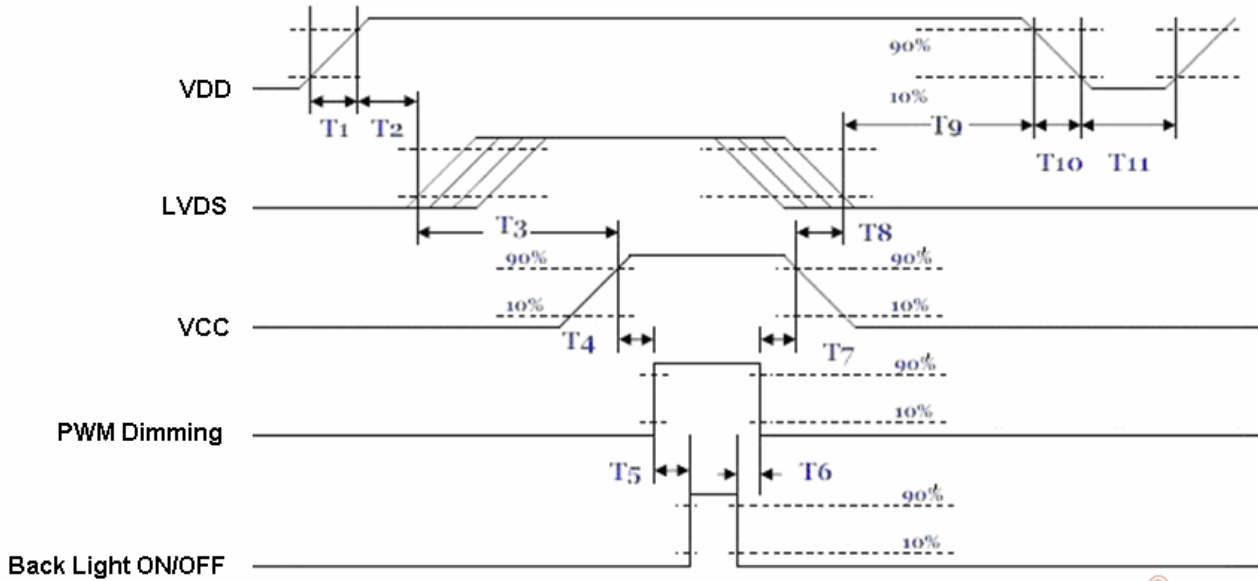 90%
VDD
10%
T1
T2
T9
T10
T11
LVDS
T3
T8
90%
90%
10%
10%
VCC
T4
T7
90%
PWM Dimming
10%
T5
T6
90%
10%
Back Light ON/OFF
®